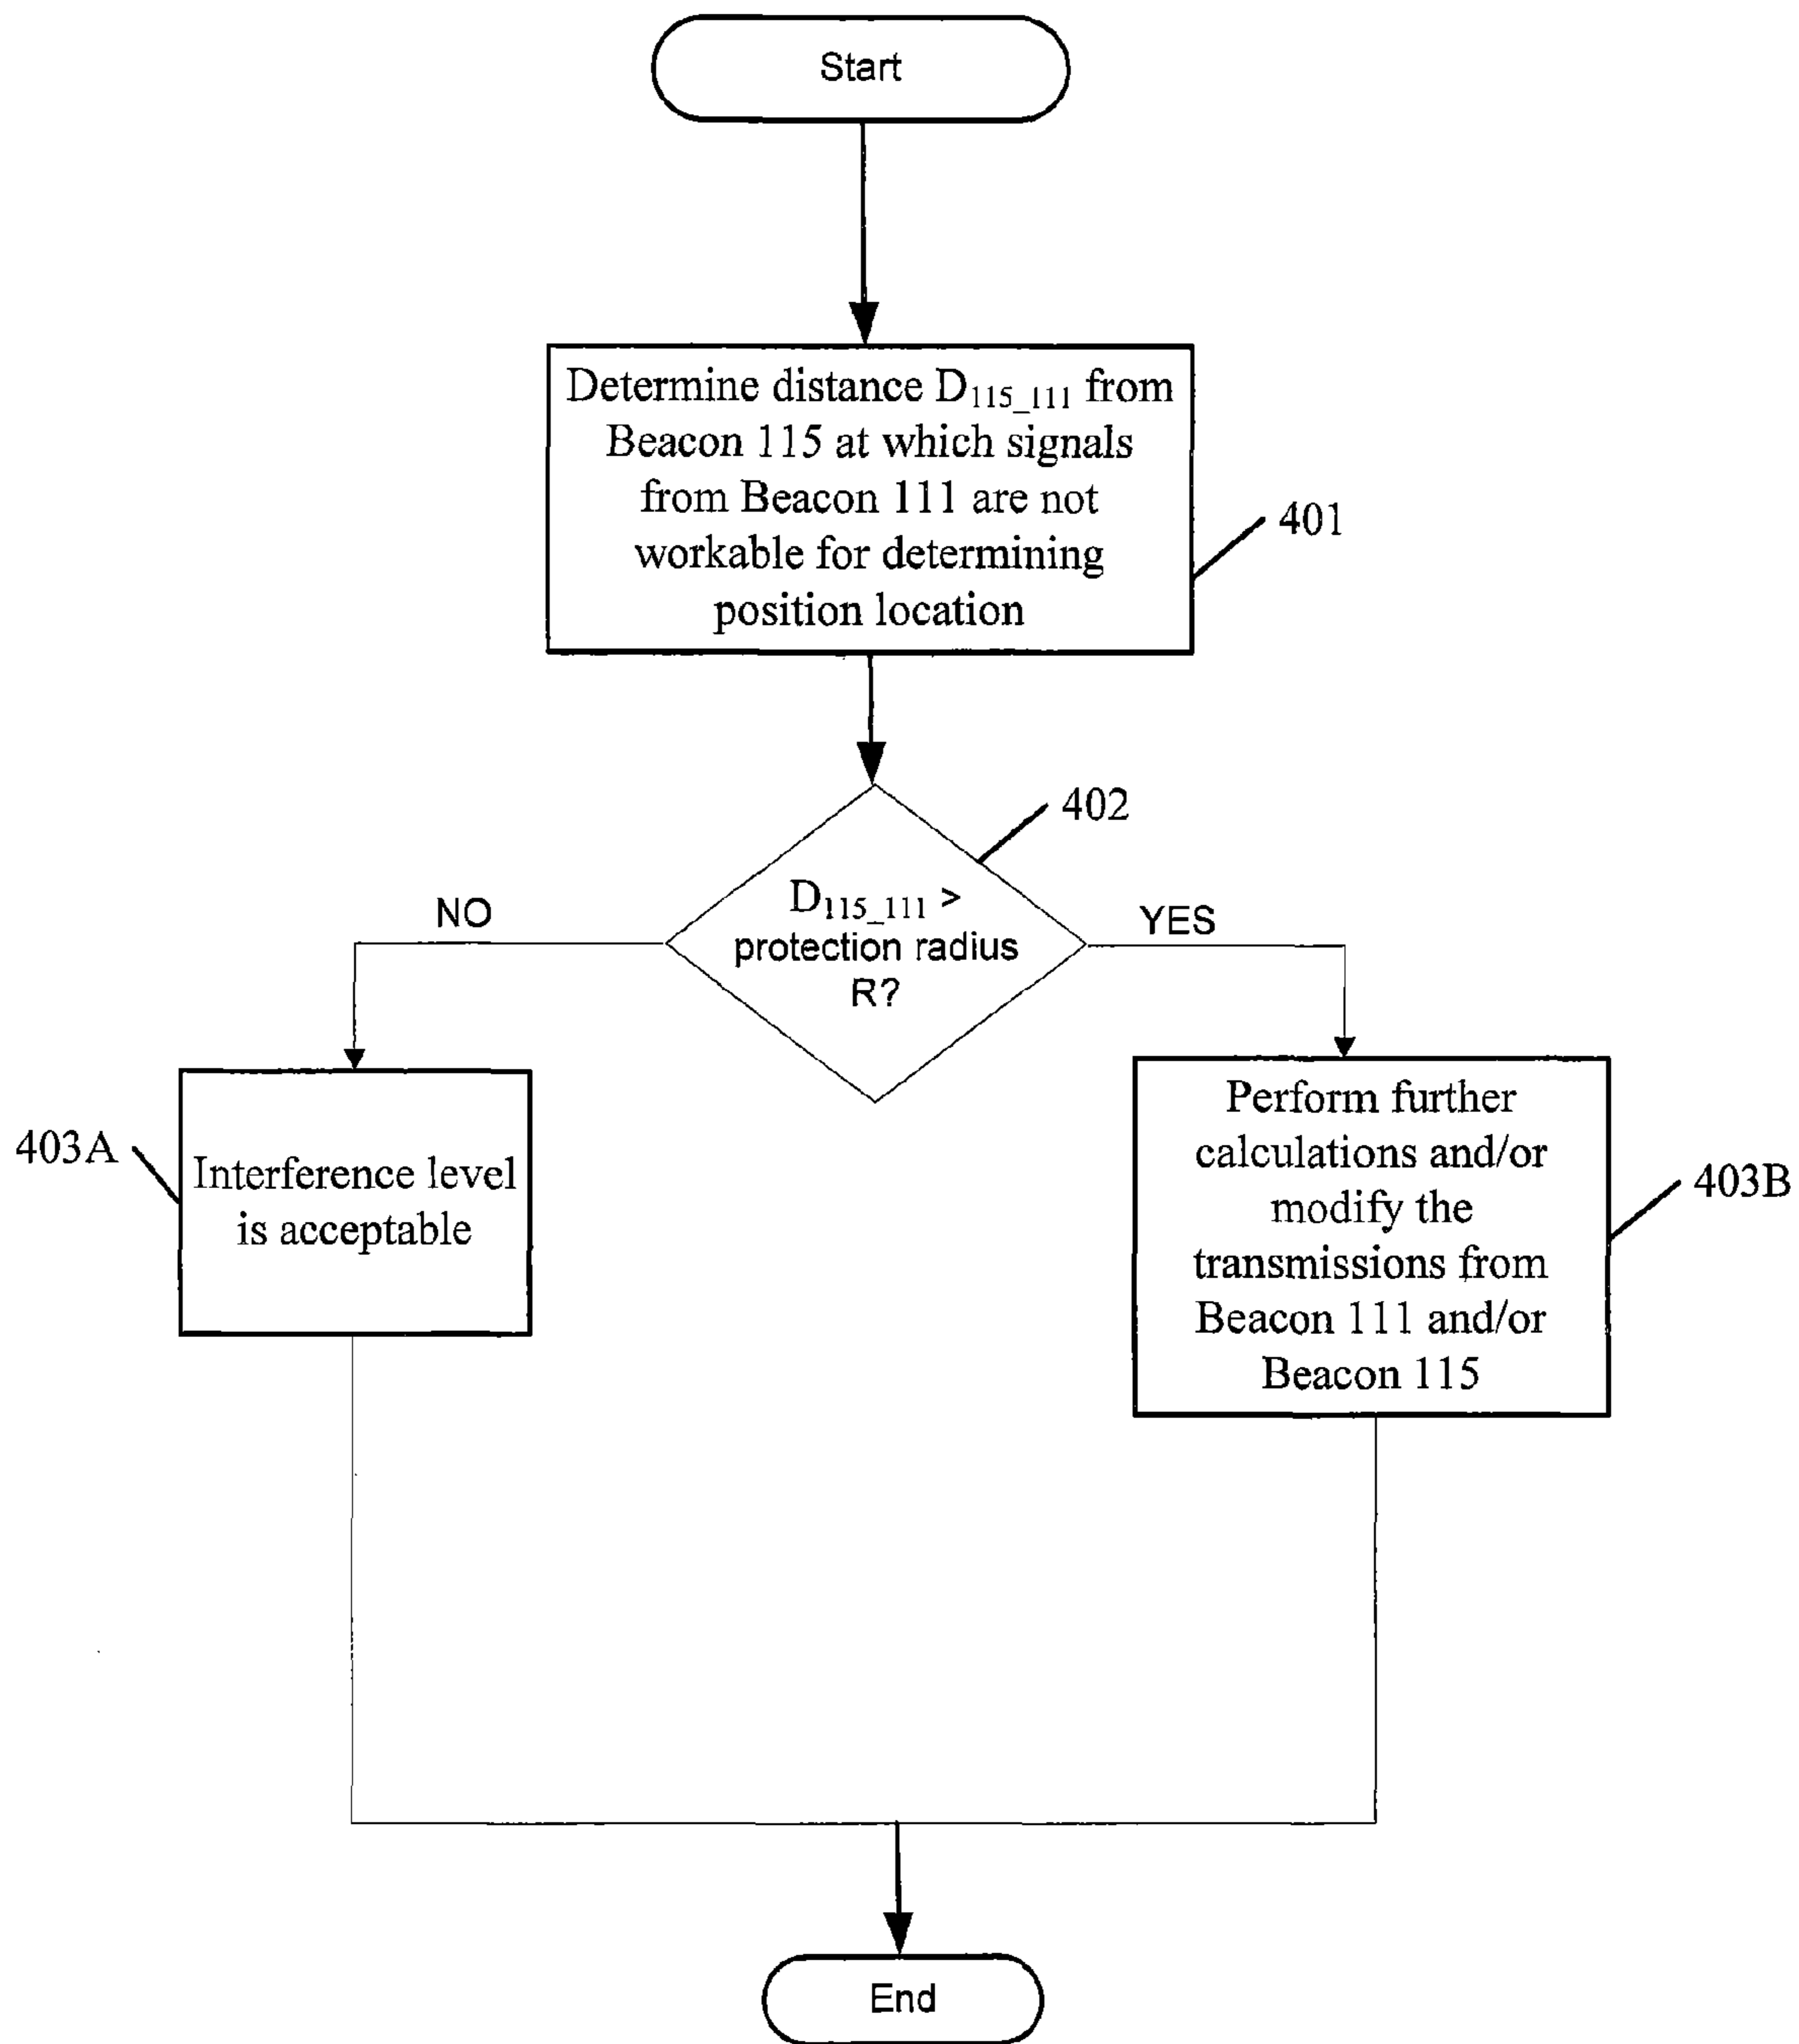 Start
Determine distance D115_111 from
Beacon 115 at which signals
from Beacon 111 are not
workable for determining
position location
401
402
D115_111 >
protection radius
R?
NO
YES
403A
Interference level
is acceptable
Perform further
calculations and/or
modify the
transmissions from
Beacon 111 and/or
Beacon 115
403B
End